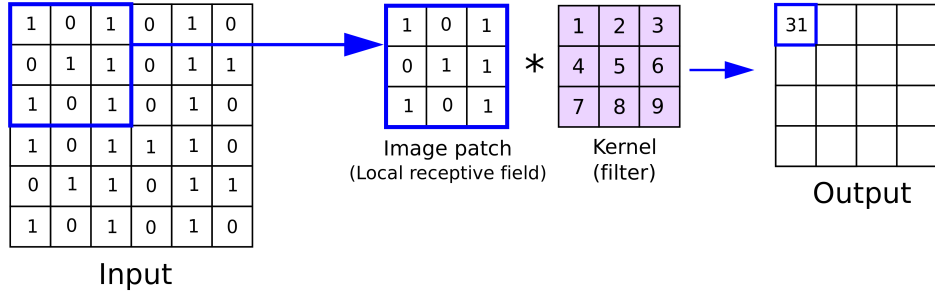 1 0 1 0 1 0
0 1 1 0 1 1
1 0 1 0 1 0
1 0 1 1 1 0
0 1 1 0 1 1
1 0 1 0 1 0
Input
1 0 1
0 1 1
1 0 1
Image patch
(Local receptive field)
*
1 2 3
4 5 6
7 8 9
Kernel
(filter)
31
Output